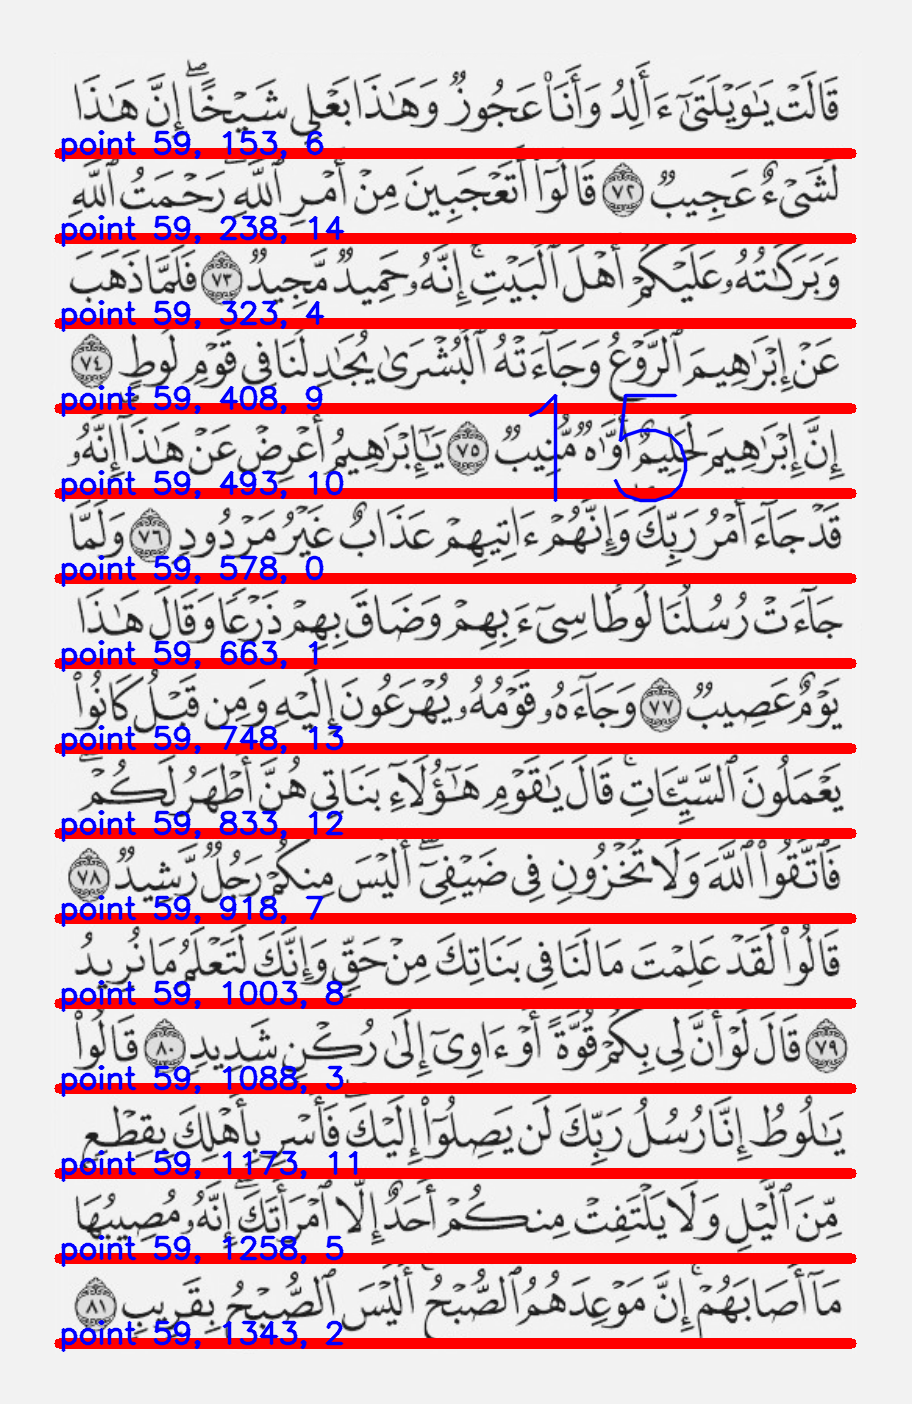 قَالَتْ يَٰوَيْلَتَىٰٓ ءَأَلِدُ وَأَنَا۠ عَجُوزٌ وَهَٰذَا بَعْلِى شَيْخًا ۖ إِنَّ هَٰذَا
point 59, 153, 6
لَشَىْءٌ عَجِيبٌ ٧٢ قَالُوٓا۟ أَتَعْجَبِينَ مِنْ أَمْرِ ٱللَّهِ ۖ رَحْمَتُ ٱللَّهِ
point 59, 238, 14
وَبَرَكَٰتُهُۥ عَلَيْكُمْ أَهْلَ ٱلْبَيْتِ ۚ إِنَّهُۥ حَمِيدٌ مَّجِيدٌ ٧٣ فَلَمَّا ذَهَبَ
point 59, 323, 4
عَنْ إِبْرَٰهِيمَ ٱلرَّوْعُ وَجَآءَتْهُ ٱلْبُشْرَىٰ يُجَٰدِلُنَا فِى قَوْمِ لُوطٍ ٧٤
point 59, 408, 9
15
إِنَّ إِبْرَٰهِيمَ لَحَلِيمٌ أَوَّٰهٌ مُّنِيبٌ ٧٥ يَٰٓإِبْرَٰهِيمُ أَعْرِضْ عَنْ هَٰذَآ إِنَّهُۥ
point 59, 493, 10
قَدْ جَآءَ أَمْرُ رَبِّكَ وَإِنَّهُمْ ءَاتِيهِمْ عَذَابٌ غَيْرُ مَرْدُودٍ ٧٦ وَلَمَّا
point 59, 578, 0
جَآءَتْ رُسُلُنَا لُوطًا سِىٓءَ بِهِمْ وَضَاقَ بِهِمْ ذَرْعًا وَقَالَ هَٰذَا
point 59, 663, 1
يَوْمٌ عَصِيبٌ ٧٧ وَجَآءَهُۥ قَوْمُهُۥ يُهْرَعُونَ إِلَيْهِ وَمِن قَبْلُ كَانُوا۟
point 59, 748, 13
يَعْمَلُونَ ٱلسَّيِّـَٔاتِ ۚ قَالَ يَٰقَوْمِ هَٰٓؤُلَآءِ بَنَاتِى هُنَّ أَطْهَرُ لَكُمْ ۖ
point 59, 833, 12
فَٱتَّقُوا۟ ٱللَّهَ وَلَا تُخْزُونِ فِى ضَيْفِىٓ ۖ أَلَيْسَ مِنكُمْ رَجُلٌ رَّشِيدٌ ٧٨
point 59, 918, 7
قَالُوا۟ لَقَدْ عَلِمْتَ مَا لَنَا فِى بَنَاتِكَ مِنْ حَقٍّ وَإِنَّكَ لَتَعْلَمُ مَا نُرِيدُ
point 59, 1003, 8
٧٩ قَالَ لَوْ أَنَّ لِى بِكُمْ قُوَّةً أَوْ ءَاوِىٓ إِلَىٰ رُكْنٍ شَدِيدٍ ٨٠ قَالُوا۟
point 59, 1088, 3
يَٰلُوطُ إِنَّا رُسُلُ رَبِّكَ لَن يَصِلُوٓا۟ إِلَيْكَ ۖ فَأَسْرِ بِأَهْلِكَ بِقِطْعٍ
point 59, 1173, 11
مِّنَ ٱلَّيْلِ وَلَا يَلْتَفِتْ مِنكُمْ أَحَدٌ إِلَّا ٱمْرَأَتَكَ ۖ إِنَّهُۥ مُصِيبُهَا
point 59, 1258, 5
مَآ أَصَابَهُمْ ۚ إِنَّ مَوْعِدَهُمُ ٱلصُّبْحُ ۚ أَلَيْسَ ٱلصُّبْحُ بِقَرِيبٍ ٨١
point 59, 1343, 2